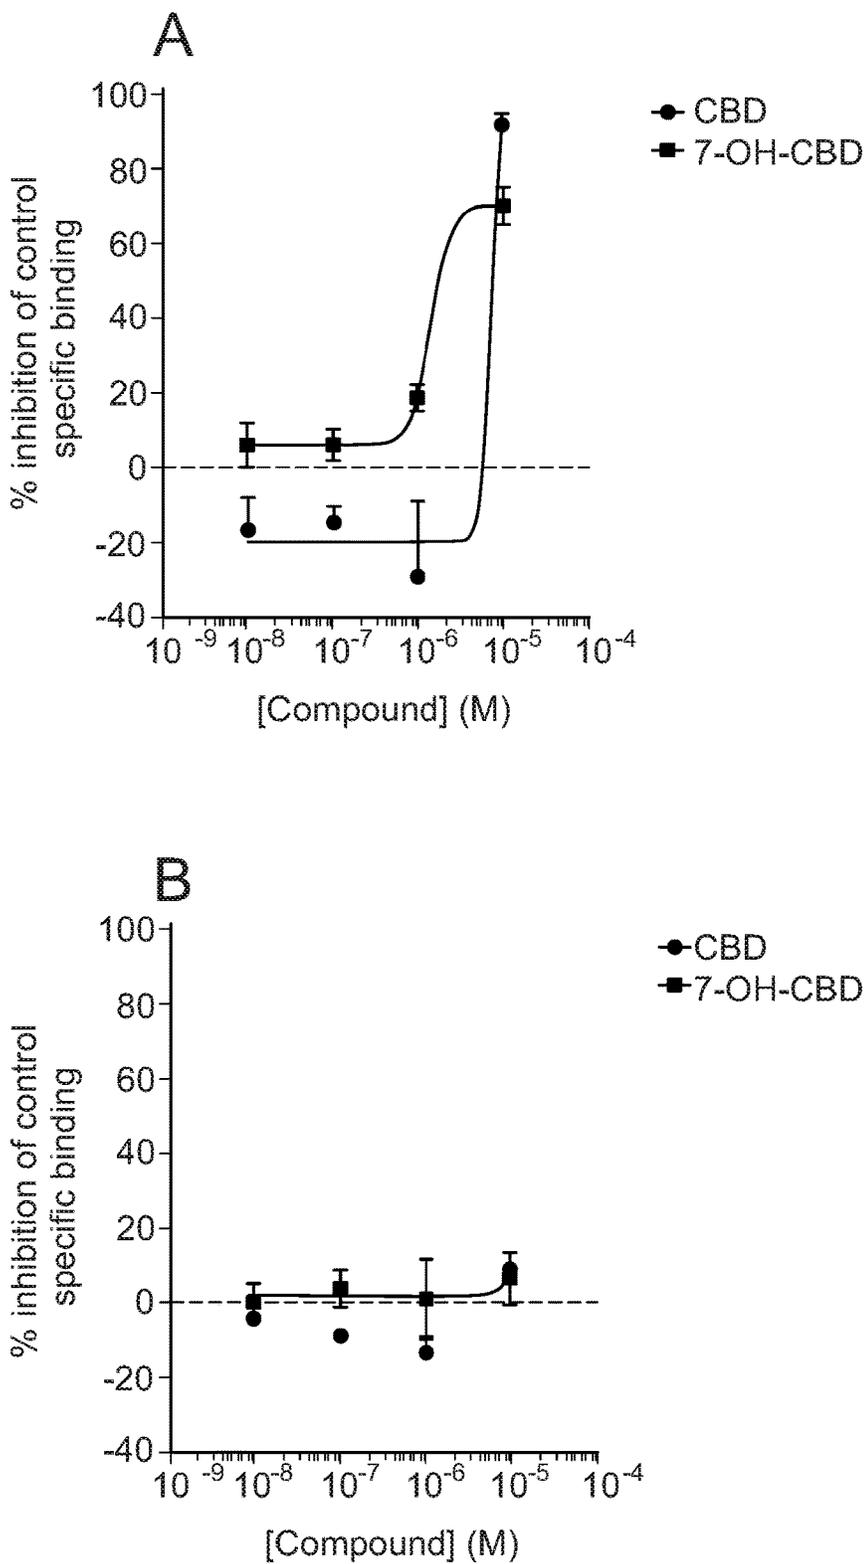 A
100
80
60
40
20
0
-20
-40
% inhibition of control
specific binding
10-9 10-8 10-7 10-6 10-5 10-4
[Compound] (M)
CBD
7-OH-CBD
B
100
80
60
40
20
0
-20
-40
% inhibition of control
specific binding
10-9 10-8 10-7 10-6 10-5 10-4
[Compound] (M)
CBD
7-OH-CBD